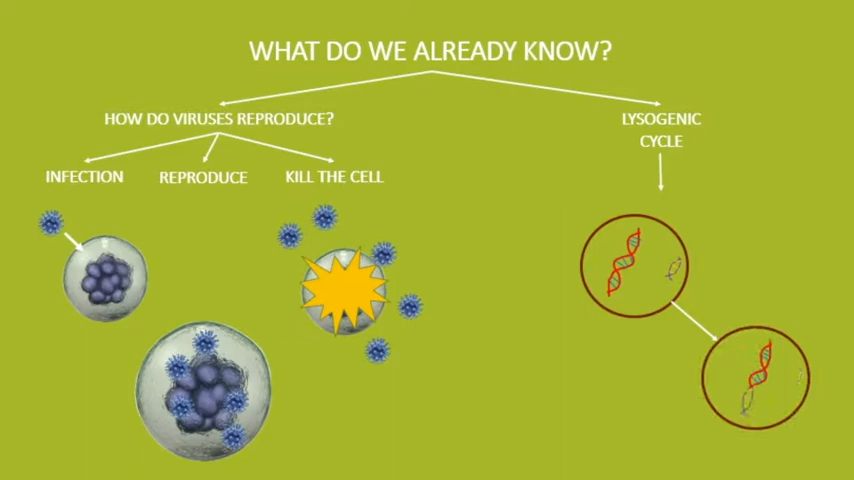 WHAT DO WE ALREADY KNOW?
HOW DO VIRUSES REPRODUCE?
INFECTION
REPRODUCE
KILL THE CELL
LYSOGENIC
CYCLE